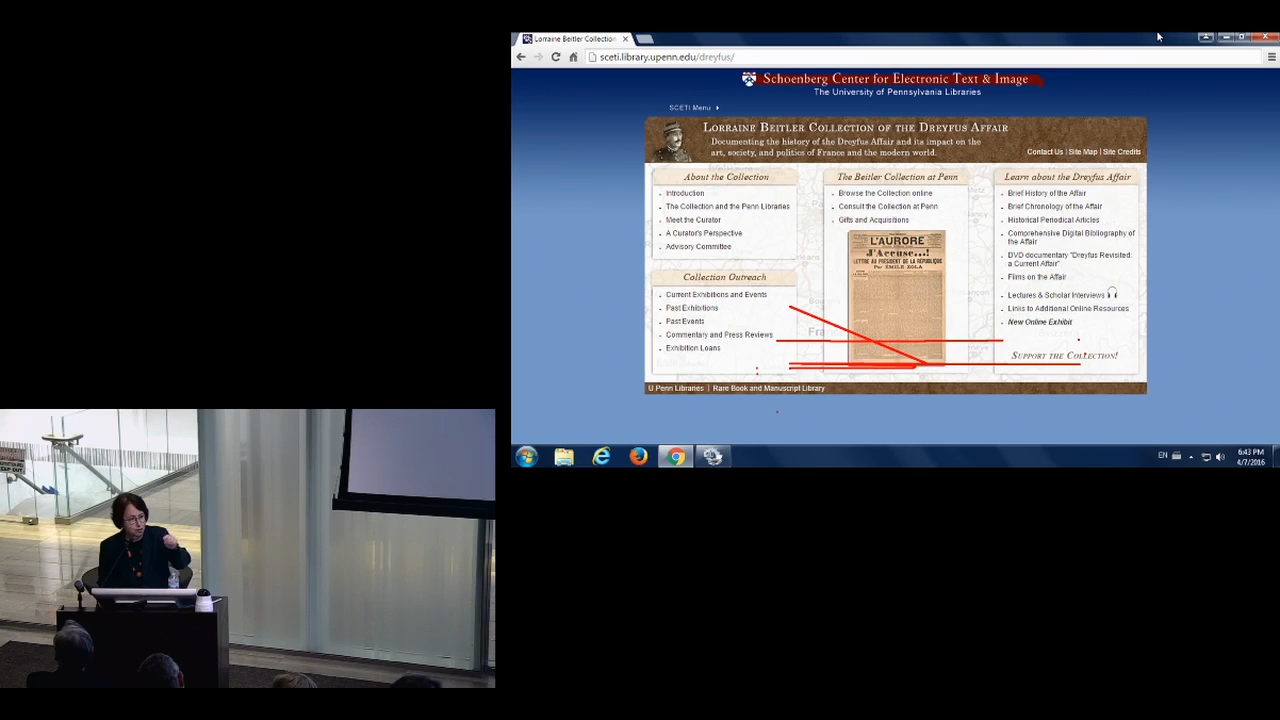 Lorraine Beitler Collection
sceti.library.upenn.edu/dreyfus/
Schoenberg Center for Electronic Text & Image
The University of Pennsylvania Libraries
SCETI Menu
Lorraine Beitler Collection of the Dreyfus Affair
Documenting the history of the Dreyfus Affair and its impact on the
art, society, and politics of France and the modern world.
Contact Us | Site Map | Site Credits
About the Collection
Introduction
The Collection and the Penn Libraries
Meet the Curator
A Curator's Perspective
Advisory Committee
Collection Outreach
Current Exhibitions and Events
Past Exhibitions
Past Events
Commentary and Press Reviews
Exhibition Loans
The Beitler Collection at Penn
Browse the Collection online
Consult the Collection at Penn
Gifts and Acquisitions
L'AURORE
J'Accuse...!
LETTRE AU PRÉSIDENT DE LA RÉPUBLIQUE
Par ÉMILE ZOLA
Learn about the Dreyfus Affair
Brief History of the Affair
Brief Chronology of the Affair
Historical Periodical Articles
Comprehensive Digital Bibliography of
the Affair
DVD documentary "Dreyfus Revisited:
a Current Affair"
Films on the Affair
Lectures & Scholar Interviews
Links to Additional Online Resources
New Online Exhibit
Support the Collection!
U Penn Libraries | Rare Book and Manuscript Library
EN
6:43 PM
4/7/2016